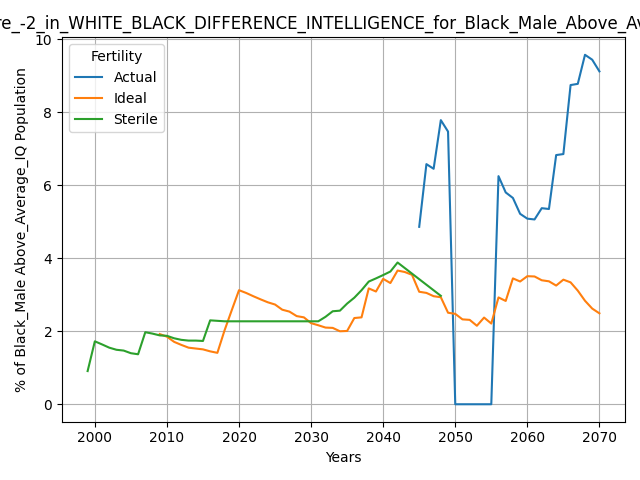 re_-2_in_WHITE_BLACK_DIFFERENCE_INTELLIGENCE_for_Black_Male_Above_Av
% of Black_Male Above_Average_IQ Population
10
8
6
4
2
0
Fertility
Actual
Ideal
Sterile
2000 2010 2020 2030 2040 2050 2060 2070
Years